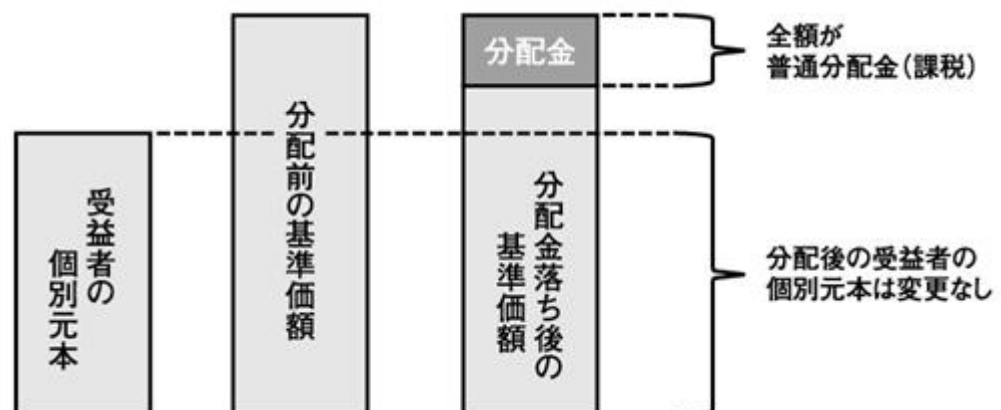 受益者の
個別元本
分配前の基準価額
分配金
分配金落ち後の
基準価額
全額が
普通分配金(課税)
分配後の受益者の
個別元本は変更なし